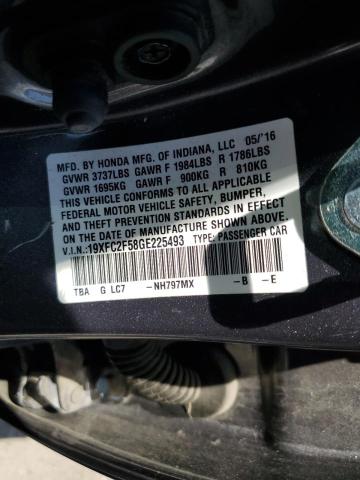 MFD. BY HONDA MFG. OF INDIANA, LLC 05/'16
GVWR 3737LBS GAWR F 1984LBS R 1786LBS
GVWR 1695KG GAWR F 900KG R 810KG
THIS VEHICLE CONFORMS TO ALL APPLICABLE
FEDERAL MOTOR VEHICLE SAFETY, BUMPER,
AND THEFT PREVENTION STANDARDS IN EFFECT
ON THE DATE OF MANUFACTURE SHOWN ABOVE.
V.I.N.:19XFC2F58GE225493 TYPE: PASSENGER CAR
TBA G LC7 -NH797MX -B -E